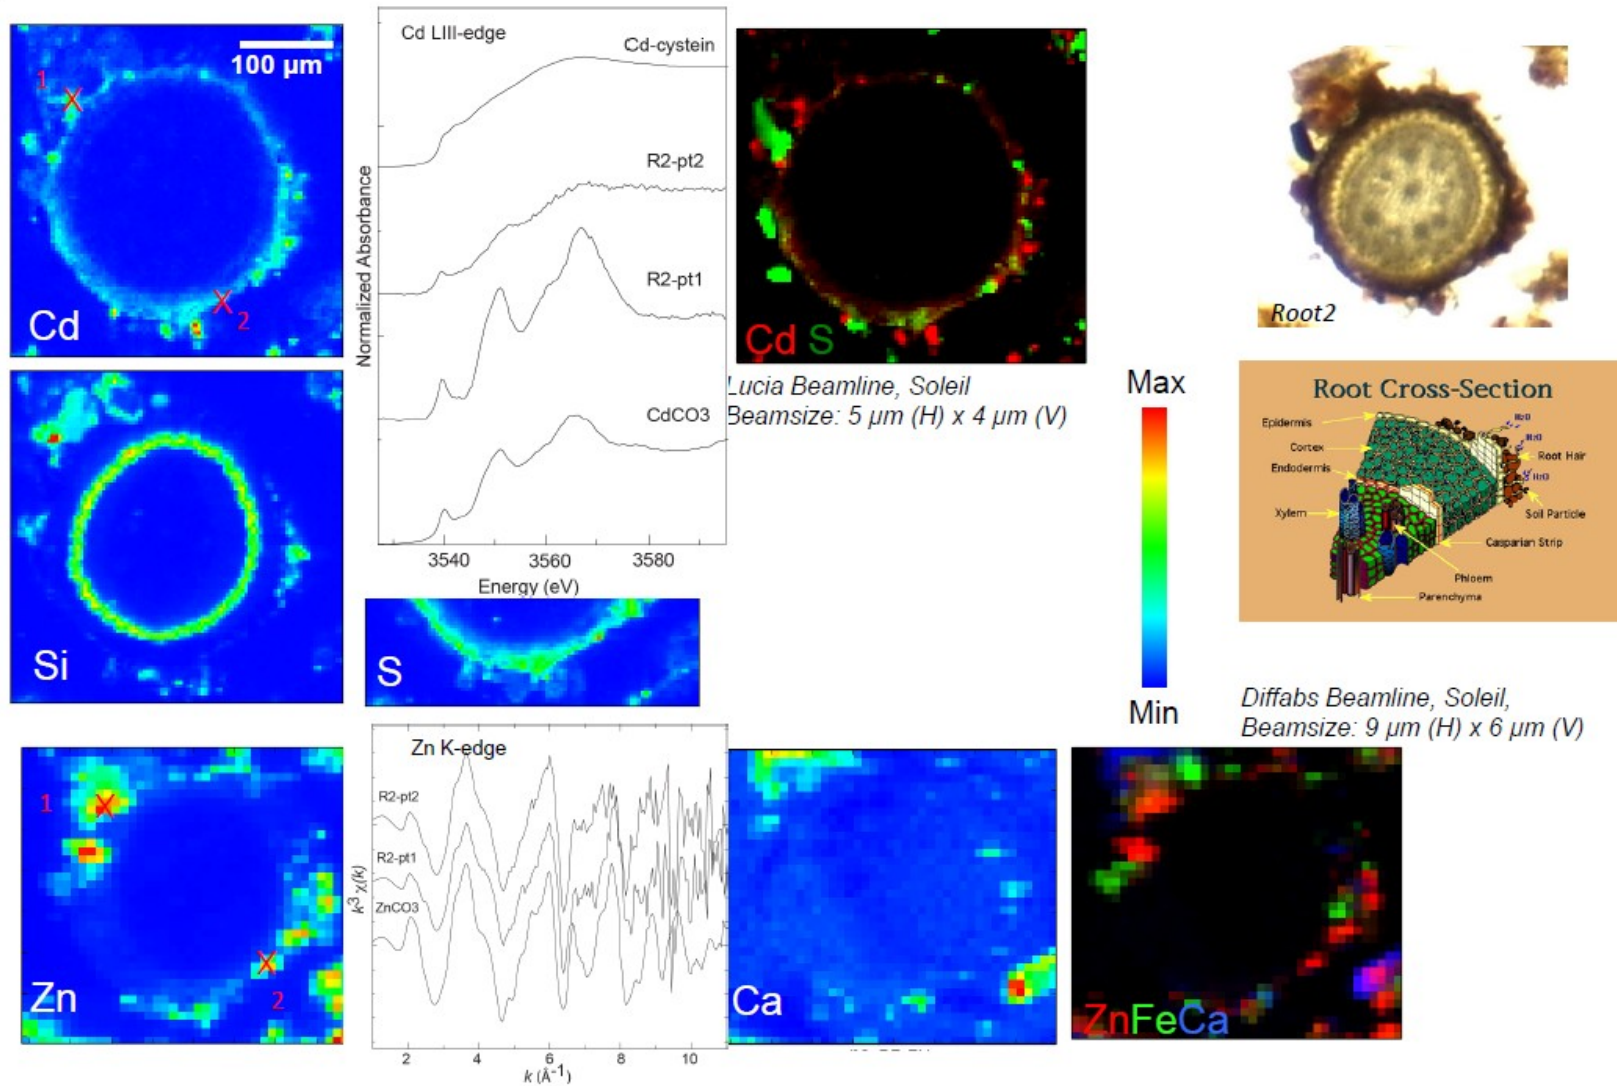 1
100 µm
2
Cd
Cd LIII-edge
Cd-cystein
R2-pt2
R2-pt1
CdCO3
Normalized Absorbance
3540
3560
3580
Energy (eV)
Cd S
Lucia Beamline, Soleil
Beamsize: 5 µm (H) x 4 µm (V)
Root2
Max
Min
Root Cross-Section
Epidermis
Cortex
Endodermis
Xylem
H2O
H2O
H2O
Root Hair
Soil Particle
Casparian Strip
Phloem
Parenchyma
Si
S
Diffabs Beamline, Soleil,
Beamsize: 9 µm (H) x 6 µm (V)
1
2
Zn
Zn K-edge
R2-pt2
R2-pt1
ZnCO3
k³ χ(k)
2
4
6
8
10
k (Å⁻¹)
Ca
ZnFeCa